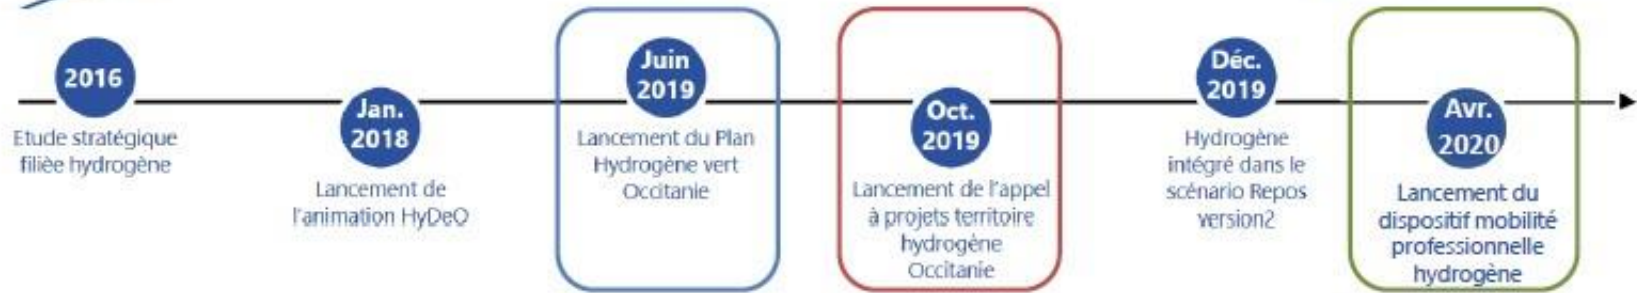 2016
Etude stratégique
filièe hydrogène
Jan.
2018
Lancement de
l'animation HyDeO
Juin
2019
Lancement du Plan
Hydrogène vert
Occitanie
Oct.
2019
Lancement de l'appel
à projets territoire
hydrogène
Occitanie
Déc.
2019
Hydrogène
intégré dans le
scénario Repos
version2
Avr.
2020
Lancement du
dispositif mobilité
professionnelle
hydrogène